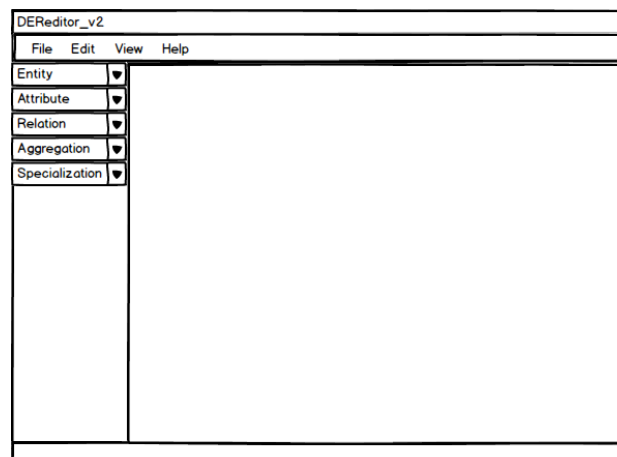 DEReditor_v2
File Edit View Help
Entity
Attribute
Relation
Aggregation
Specialization